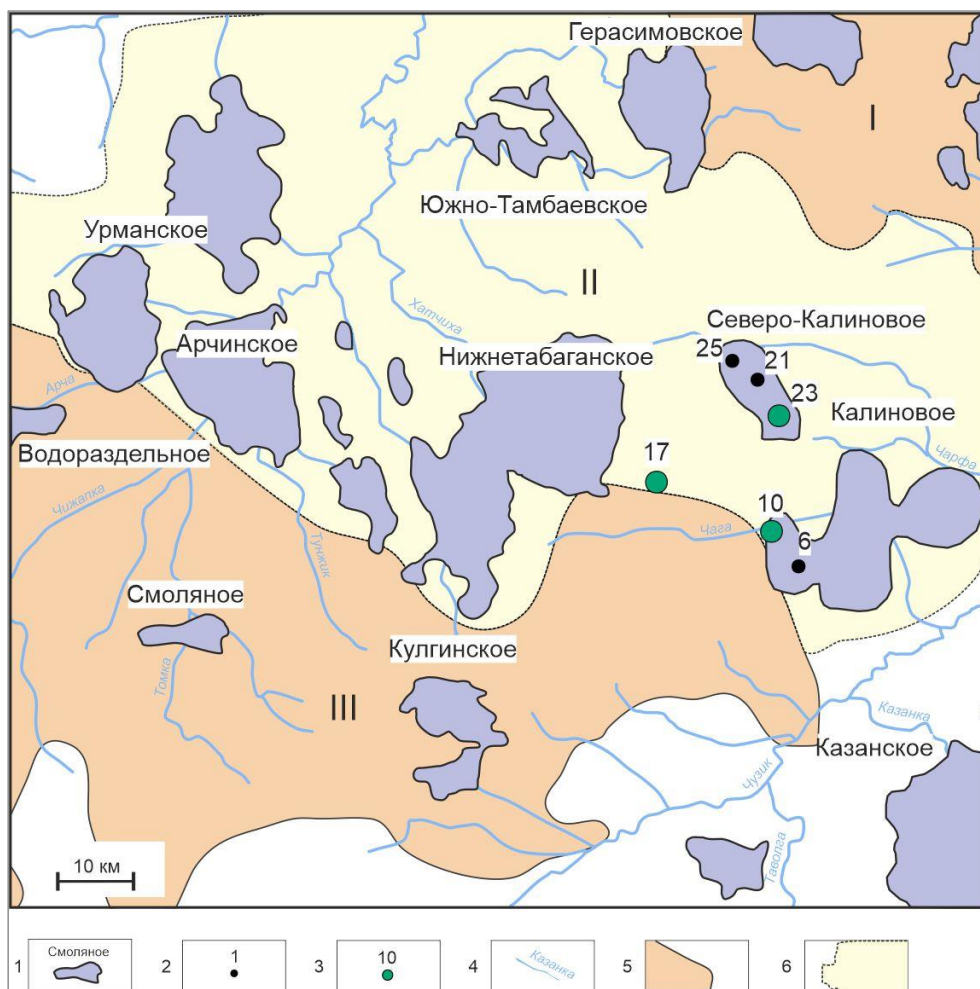 Герасимовское
I
Южно-Тамбаевское
Урманское
II
Хатчиха
Северо-Калиновое
Арчинское
Нижнетабаганское
25
21
Арча
23
Калиновое
Водораздельное
17
Чарфа
Чижапка
10
Чага
Тунжик
6
Смоляное
Кулгинское
Томка
III
Казанка
Казанское
Чузик
10 км
Таволга
1 Смоляное 2 1 3 10 4 Казанка 5 6